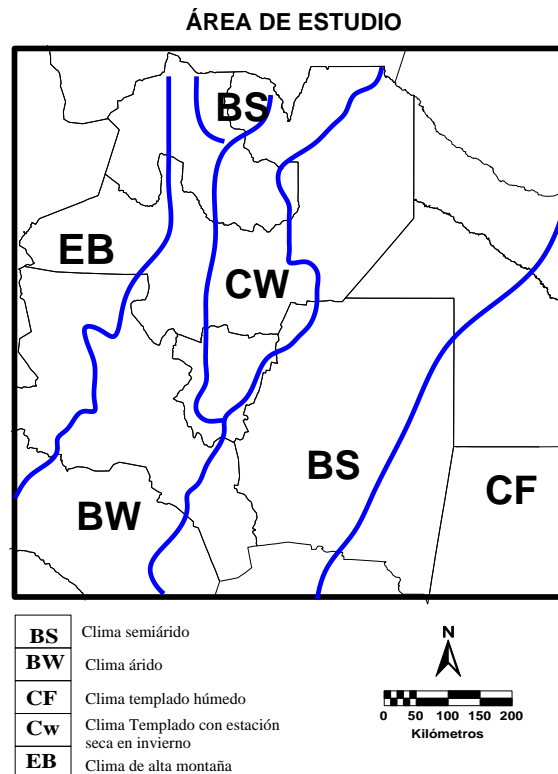 ÁREA DE ESTUDIO
BS
EB
CW
BS
CF
BW
BS Clima semiárido
BW Clima árido
CF Clima templado húmedo
Cw Clima Templado con estación
seca en invierno
EB Clima de alta montaña
N
0 50 100 150 200
Kilómetros